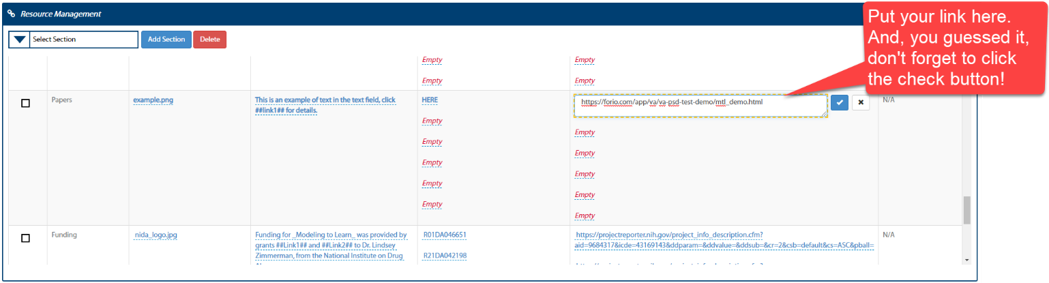 Resource Management
Put your link here.
And, you guessed it,
don't forget to click
the check button!
Select Section Add Section Delete
Empty Empty
Empty Empty
Papers example.png This is an example of text in the text field, click HERE https://forio.com/app/va/va-psd-test-demo/mtl_demo.html N/A
##link1## for details.
Empty
Empty
Empty
Empty
Empty
Empty
Empty
Empty
Empty
Empty
Funding nida_logo.jpg Funding for _Modeling to Learn_ was provided by R01DA046651 https://projectreporter.nih.gov/project_info_description.cfm? N/A
grants ##Link1## and ##Link2## to Dr. Lindsey aid=9684317&icde=43169143&ddparam=&ddvalue=&ddsub=&cr=2&csb=default&cs=ASC&pball=
Zimmerman, from the National Institute on Drug R21DA042198